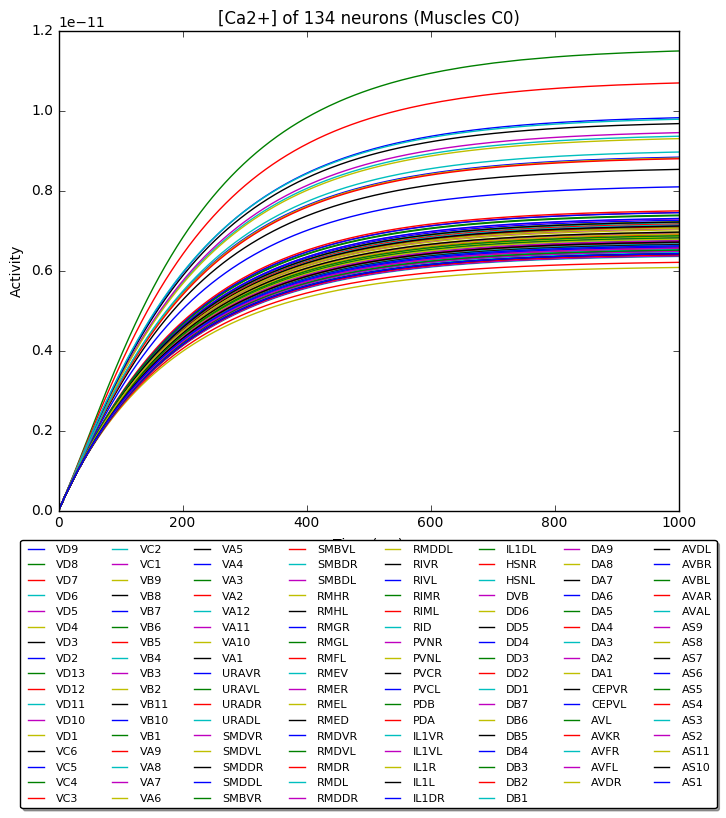 [Ca2+] of 134 neurons (Muscles C0)
1e−11
1.2
1.0
0.8
0.6
0.4
0.2
0.0
Activity
0 200 400 600 800 1000
VD9 VC2 VA5 SMBVL RMDDL IL1DL DA9 AVDL
VD8 VC1 VA4 SMBDR RIVR HSNR DA8 AVBR
VD7 VB9 VA3 SMBDL RIVL HSNL DA7 AVBL
VD6 VB8 VA2 RMHR RIMR DVB DA6 AVAR
VD5 VB7 VA12 RMHL RIML DD6 DA5 AVAL
VD4 VB6 VA11 RMGR RID DD5 DA4 AS9
VD3 VB5 VA10 RMGL PVNR DD4 DA3 AS8
VD2 VB4 VA1 RMFL PVNL DD3 DA2 AS7
VD13 VB3 URAVR RMEV PVCR DD2 DA1 AS6
VD12 VB2 URAVL RMER PVCL DD1 CEPVR AS5
VD11 VB11 URADR RMEL PDB DB7 CEPVL AS4
VD10 VB10 URADL RMED PDA DB6 AVL AS3
VD1 VB1 SMDVR RMDVR IL1VR DB5 AVKR AS2
VC6 VA9 SMDVL RMDVL IL1VL DB4 AVFR AS11
VC5 VA8 SMDDR RMDR IL1R DB3 AVFL AS10
VC4 VA7 SMDDL RMDL IL1L DB2 AVDR AS1
VC3 VA6 SMBVR RMDDR IL1DR DB1